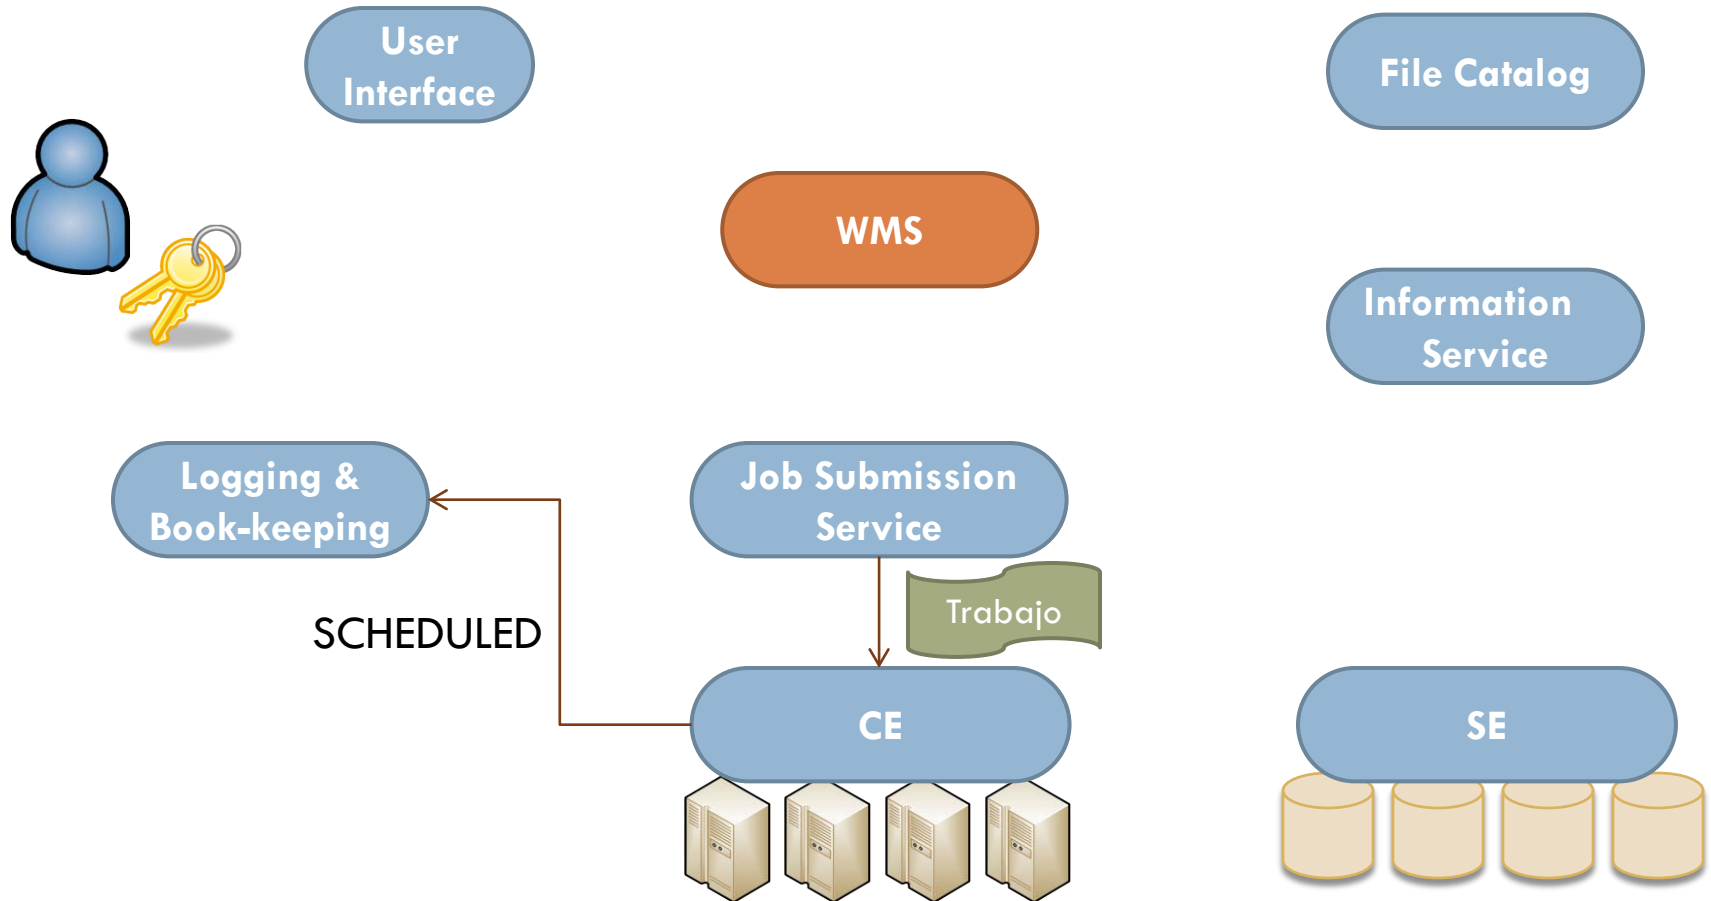 User
Interface
File Catalog
WMS
Information
Service
Logging &
Book-keeping
Job Submission
Service
Trabajo
SCHEDULED
CE
SE